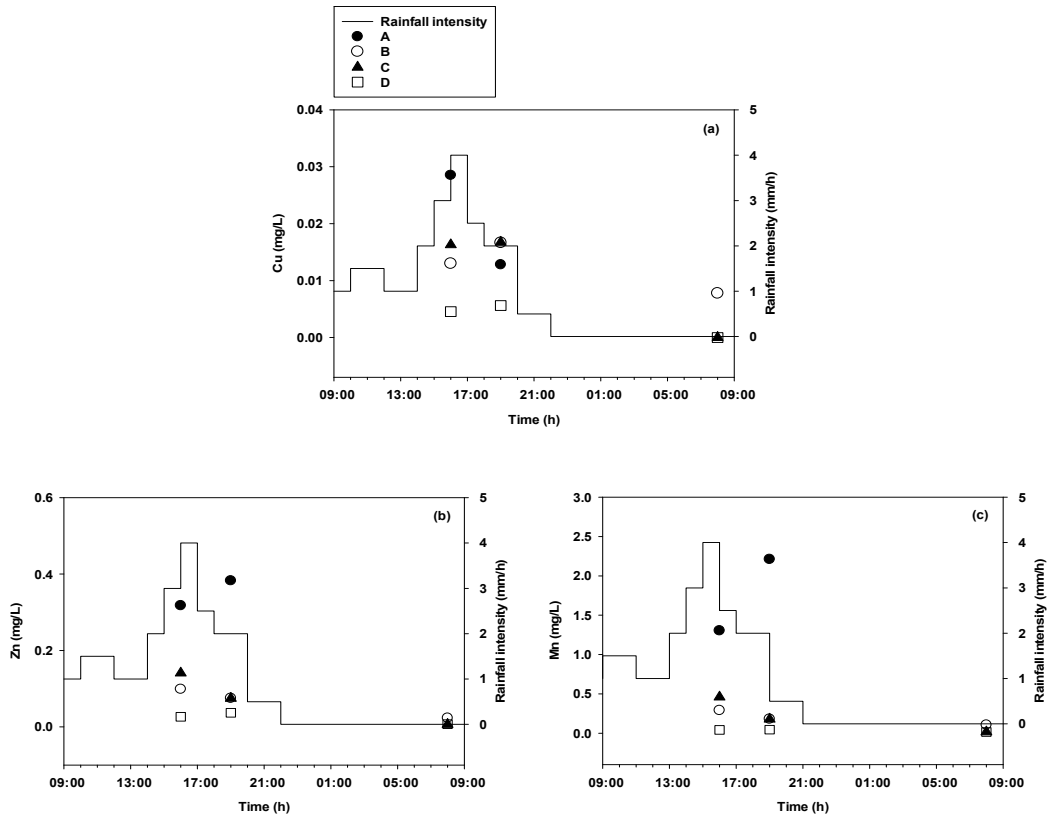 Rainfall intensity
A
B
C
D
(a)
0.04
0.03
0.02
0.01
0.00
Cu (mg/L)
5
4
3
2
1
0
Rainfall intensity (mm/h)
09:00 13:00 17:00 21:00 01:00 05:00 09:00
Time (h)
(b)
0.6
0.4
0.2
0.0
Zn (mg/L)
5
4
3
2
1
0
Rainfall intensity (mm/h)
09:00 13:00 17:00 21:00 01:00 05:00 09:00
Time (h)
(c)
3.0
2.5
2.0
1.5
1.0
0.5
0.0
Mn (mg/L)
5
4
3
2
1
0
Rainfall intensity (mm/h)
09:00 13:00 17:00 21:00 01:00 05:00 09:00
Time (h)